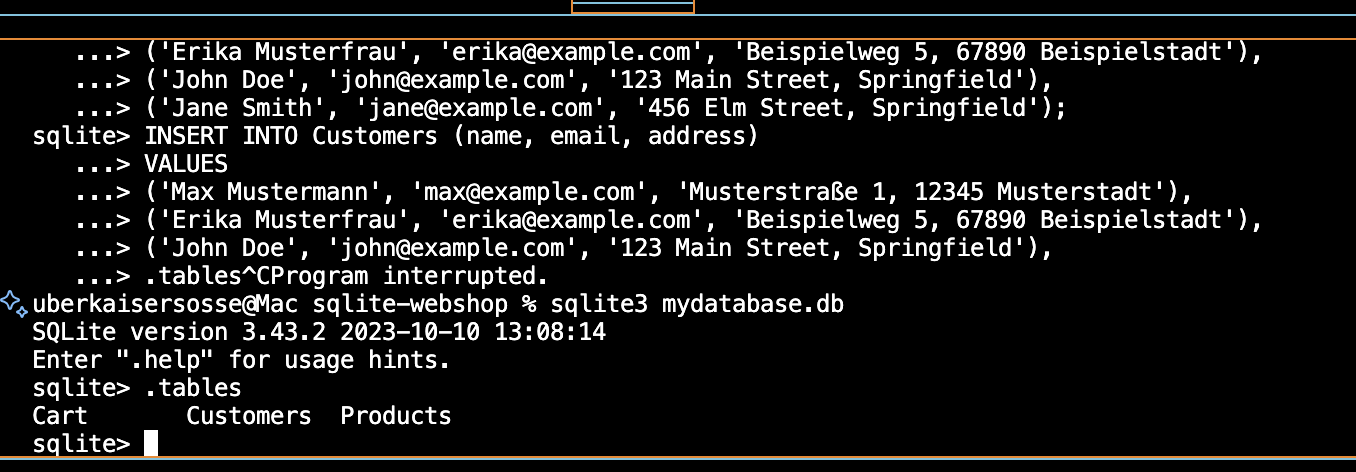 ...> ('Erika Musterfrau', 'erika@example.com', 'Beispielweg 5, 67890 Beispielstadt'),
...> ('John Doe', 'john@example.com', '123 Main Street, Springfield'),
...> ('Jane Smith', 'jane@example.com', '456 Elm Street, Springfield');
sqlite> INSERT INTO Customers (name, email, address)
...> VALUES
...> ('Max Mustermann', 'max@example.com', 'Musterstraße 1, 12345 Musterstadt'),
...> ('Erika Musterfrau', 'erika@example.com', 'Beispielweg 5, 67890 Beispielstadt'),
...> ('John Doe', 'john@example.com', '123 Main Street, Springfield'),
...> .tables^CProgram interrupted.
uberkaisersosse@Mac sqlite-webshop % sqlite3 mydatabase.db
SQLite version 3.43.2 2023-10-10 13:08:14
Enter ".help" for usage hints.
sqlite> .tables
Cart       Customers  Products
sqlite>